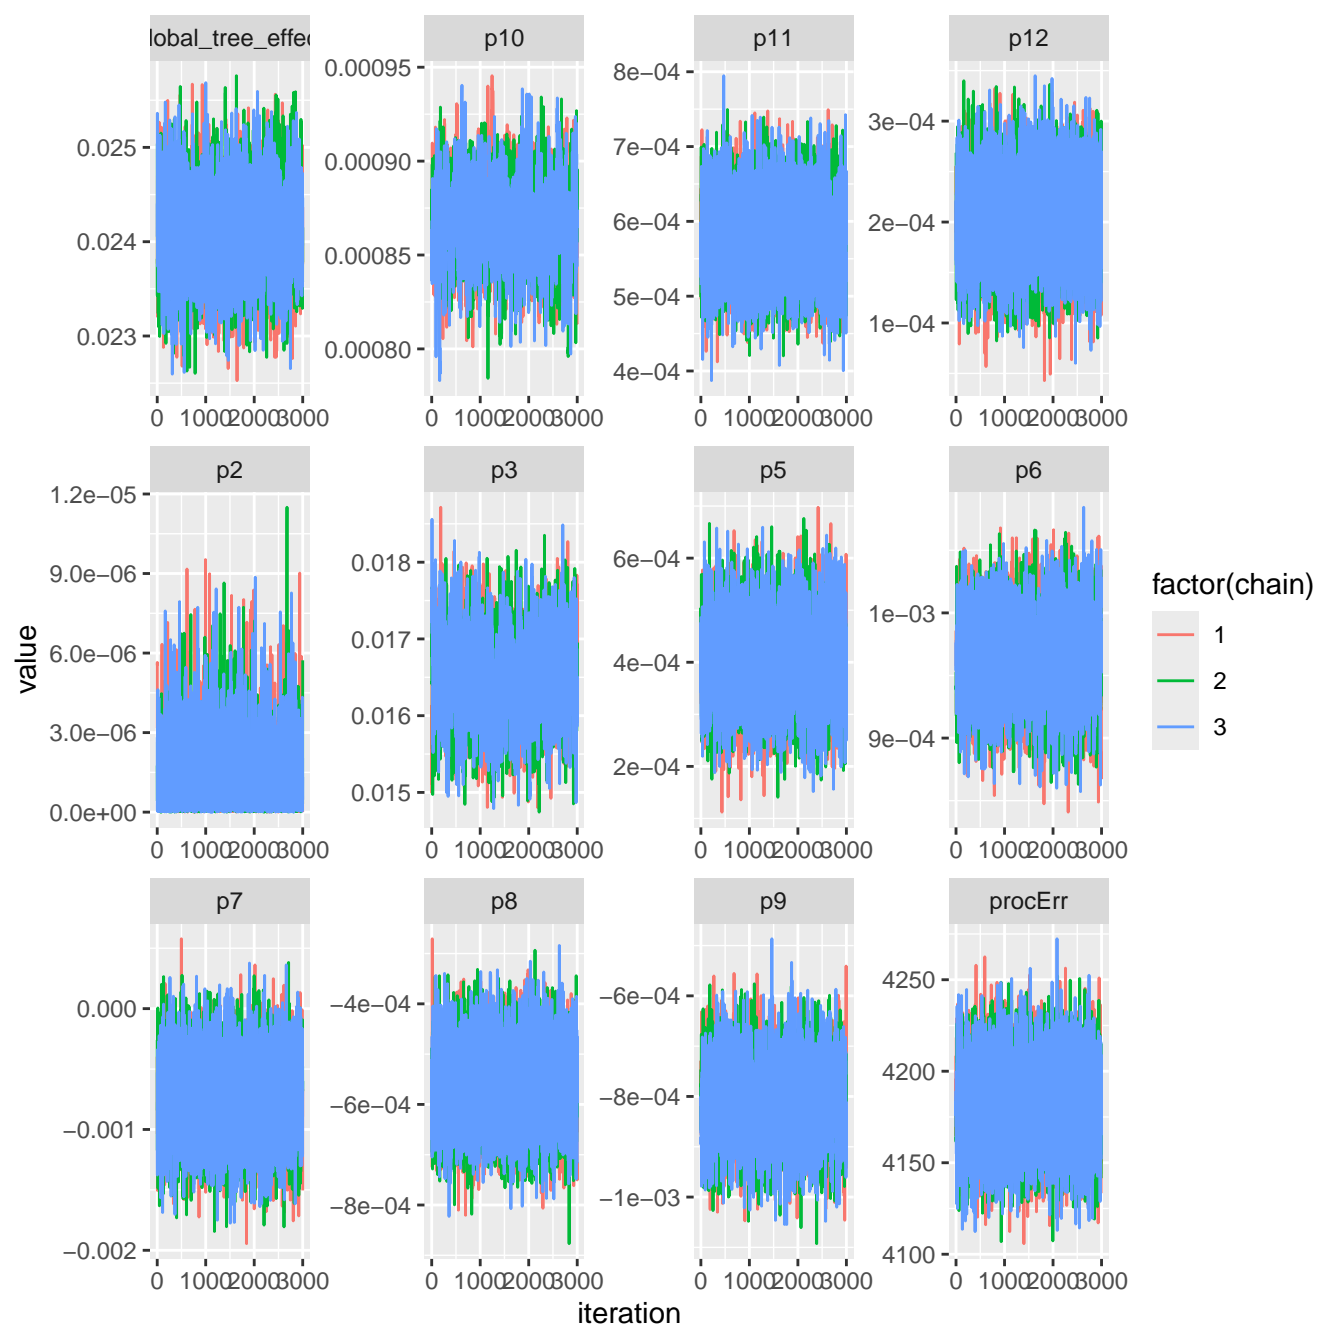 lobal_tree_effec
p10
p11
p12
0.025
0.024
0.023
0.00095
0.00090
0.00085
0.00080
8e−04
7e−04
6e−04
5e−04
4e−04
3e−04
2e−04
1e−04
0 1000 2000 3000
0 1000 2000 3000
0 1000 2000 3000
0 1000 2000 3000
p2
p3
p5
p6
1.2e−05
9.0e−06
6.0e−06
3.0e−06
0.0e+00
0.018
0.017
0.016
0.015
6e−04
4e−04
2e−04
1e−03
9e−04
0 1000 2000 3000
0 1000 2000 3000
0 1000 2000 3000
0 1000 2000 3000
p7
p8
p9
procErr
0.000
−0.001
−0.002
−4e−04
−6e−04
−8e−04
−6e−04
−8e−04
−1e−03
4250
4200
4150
4100
0 1000 2000 3000
0 1000 2000 3000
0 1000 2000 3000
0 1000 2000 3000
value
iteration
factor(chain)
1
2
3